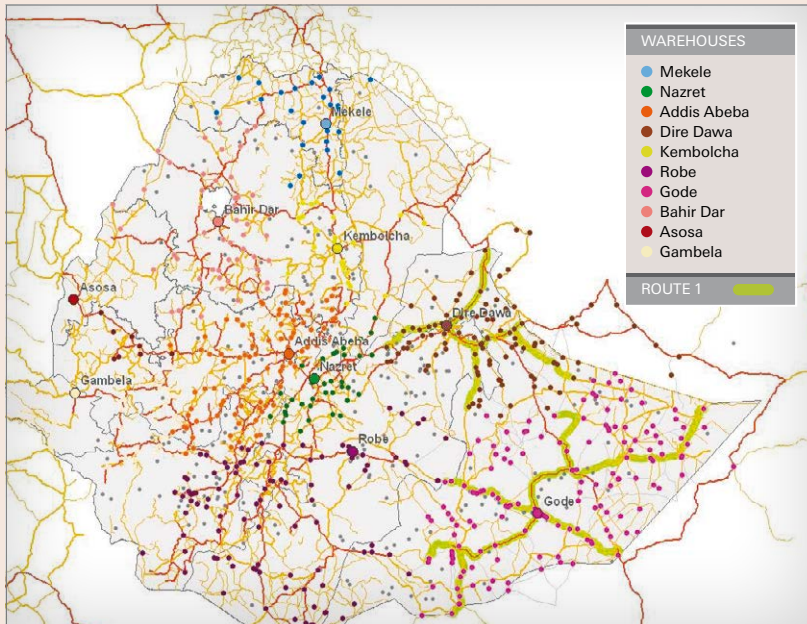 WAREHOUSES
Mekele
Nazret
Addis Abeba
Dire Dawa
Kembolcha
Robe
Gode
Bahir Dar
Asosa
Gambela
ROUTE 1
Mekele
Bahir Dar
Kembolcha
Asosa
Dire Dawa
Addis Abeba
Nazret
Gambela
Robe
Gode